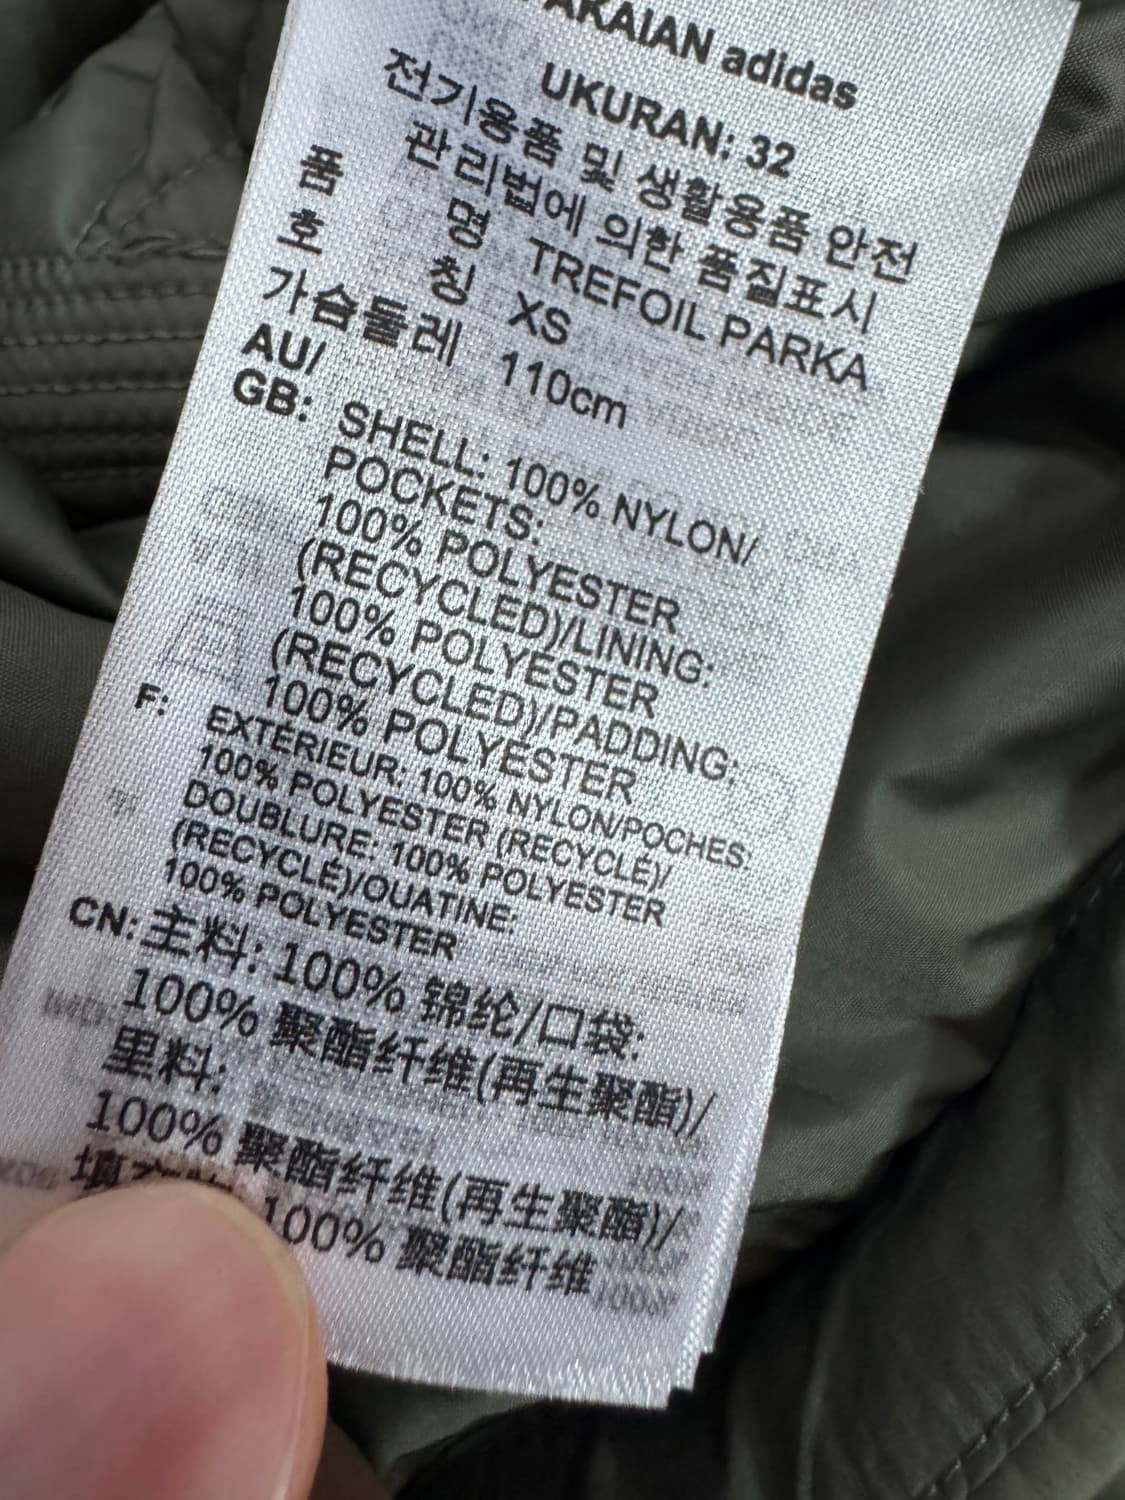 PAKAIAN adidas
UKURAN: 32
전기용품 및 생활용품 안전
관리법에 의한 품질표시
품 명 TREFOIL PARKA
호 칭 XS
가슴둘레 110cm
AU/
GB: SHELL: 100% NYLON/
POCKETS:
100% POLYESTER
(RECYCLED)/LINING:
100% POLYESTER
(RECYCLED)/PADDING:
100% POLYESTER
F: EXTÉRIEUR: 100% NYLON/POCHES:
100% POLYESTER (RECYCLÉ)/
DOUBLURE: 100% POLYESTER
(RECYCLÉ)/OUATINE:
100% POLYESTER
CN: 主料: 100% 锦纶/口袋:
100% 聚酯纤维(再生聚酯)/
里料:
100% 聚酯纤维(再生聚酯)/
100% 聚酯纤维